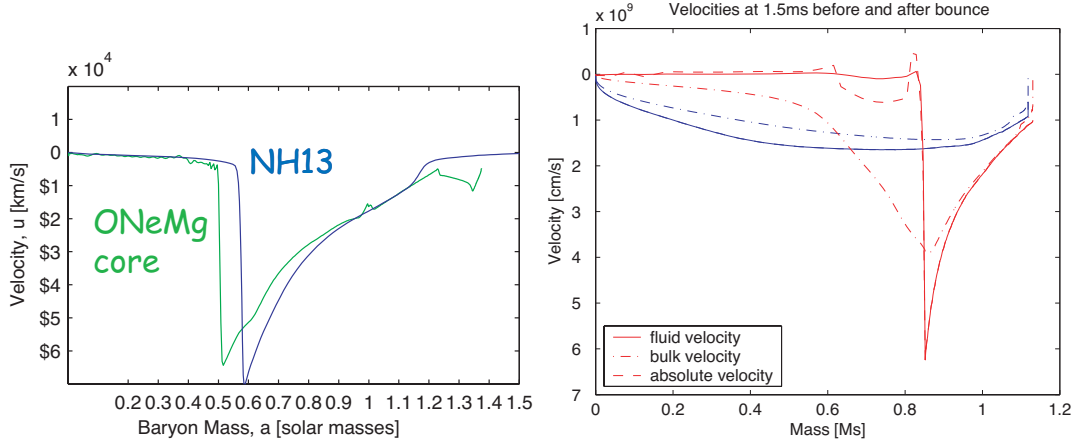 x 10^4
1
0
$1
$2
$3
$4
$5
$6
Velocity, u [km/s]
NH13
ONeMg
core
0.2 0.3 0.4 0.5 0.6 0.7 0.8 0.9 1 1.1 1.2 1.3 1.4 1.5
Baryon Mass, a [solar masses]
Velocities at 1.5ms before and after bounce
x 10^9
1
0
1
2
3
4
5
6
7
Velocity [cm/s]
fluid velocity
bulk velocity
absolute velocity
0 0.2 0.4 0.6 0.8 1 1.2
Mass [Ms]